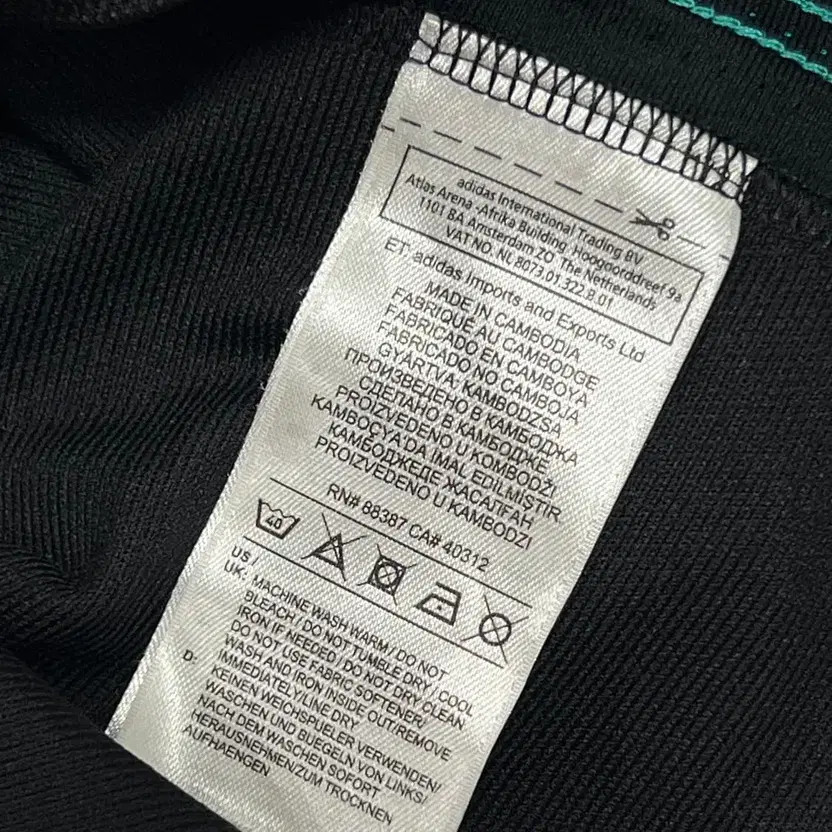 adidas International Trading BV
Atlas Arena -Afrika Building Hoogoorddreef 9a
1101 BA Amsterdam ZO The Netherlands
VAT NO. NL 8073.01.322.B.01
ET: adidas Imports and Exports Ltd
MADE IN CAMBODIA
FABRIQUÉ AU CAMBODGE
FABRICADO EN CAMBOYA
FABRICADO NO CAMBOJA
GYÁRTVA: KAMBODZSA
ПРОИЗВЕДЕНО В КАМБОДЖА
СДЕЛАНО В КАМБОДЖЕ
PROIZVEDENO U KOMBODŽI
KAMBOÇYA'DA IMAL EDILMIŞTIR
КАМБОДЖЕДЕ ЖАСАЛҒАН
PROIZVEDENO U KAMBODZI
RN# 88387 CA# 40312
40
US /
UK: MACHINE WASH WARM / DO NOT
BLEACH / DO NOT TUMBLE DRY / COOL
IRON IF NEEDED / DO NOT DRY CLEAN
DO NOT USE FABRIC SOFTENER/
WASH AND IRON INSIDE OUT/REMOVE
IMMEDIATELY/LINE DRY
D: KEINEN WEICHSPUELER VERWENDEN/
WASCHEN UND BUEGELN VON LINKS/
NACH DEM WASCHEN SOFORT
HERAUSNEHMEN/ZUM TROCKNEN
AUFHAENGEN